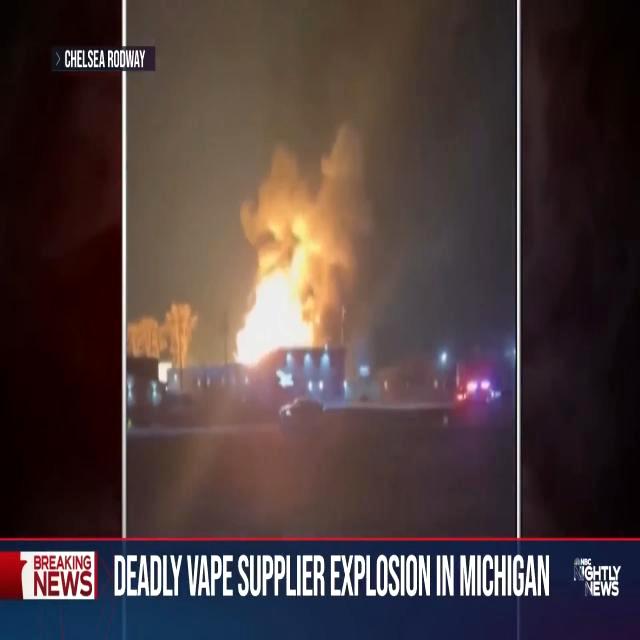 CHELSEA RODWAY
BREAKING
NEWS
DEADLY VAPE SUPPLIER EXPLOSION IN MICHIGAN
NBC
NIGHTLY
NEWS